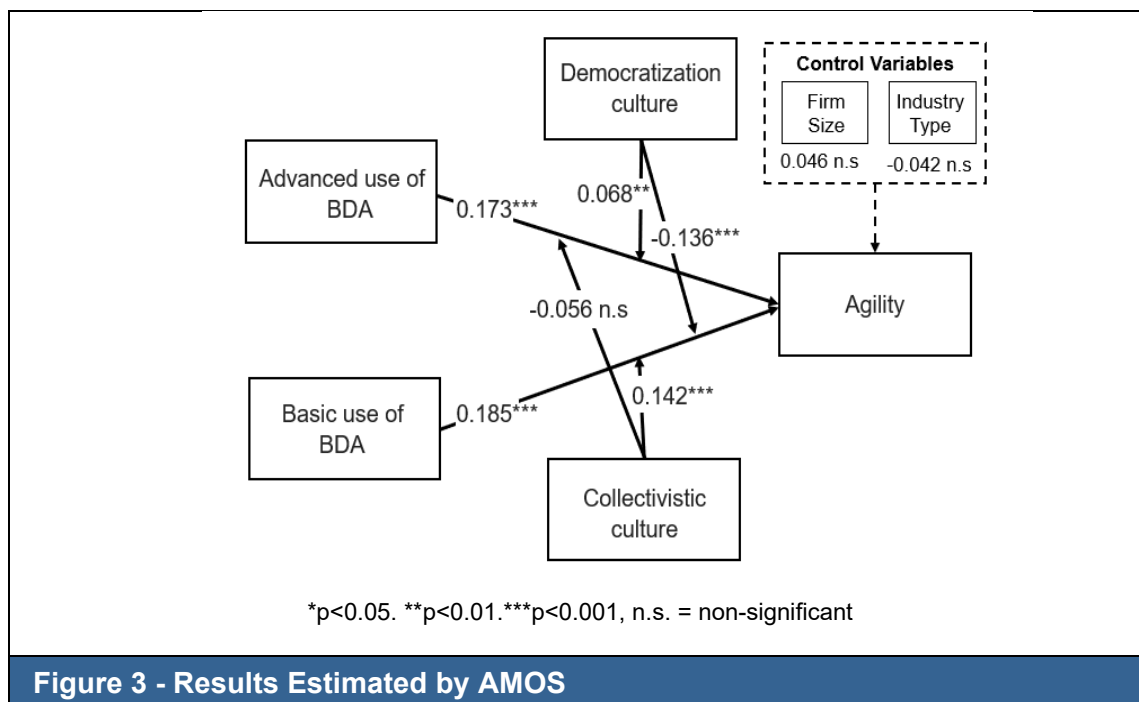 Democratization
culture
Control Variables
Firm
Size
Industry
Type
0.046 n.s
-0.042 n.s
Advanced use of
BDA
0.173***
0.068**
-0.136***
-0.056 n.s
Agility
Basic use of
BDA
0.185***
0.142***
Collectivistic
culture
*p<0.05. **p<0.01.***p<0.001, n.s. = non-significant
Figure 3 - Results Estimated by AMOS